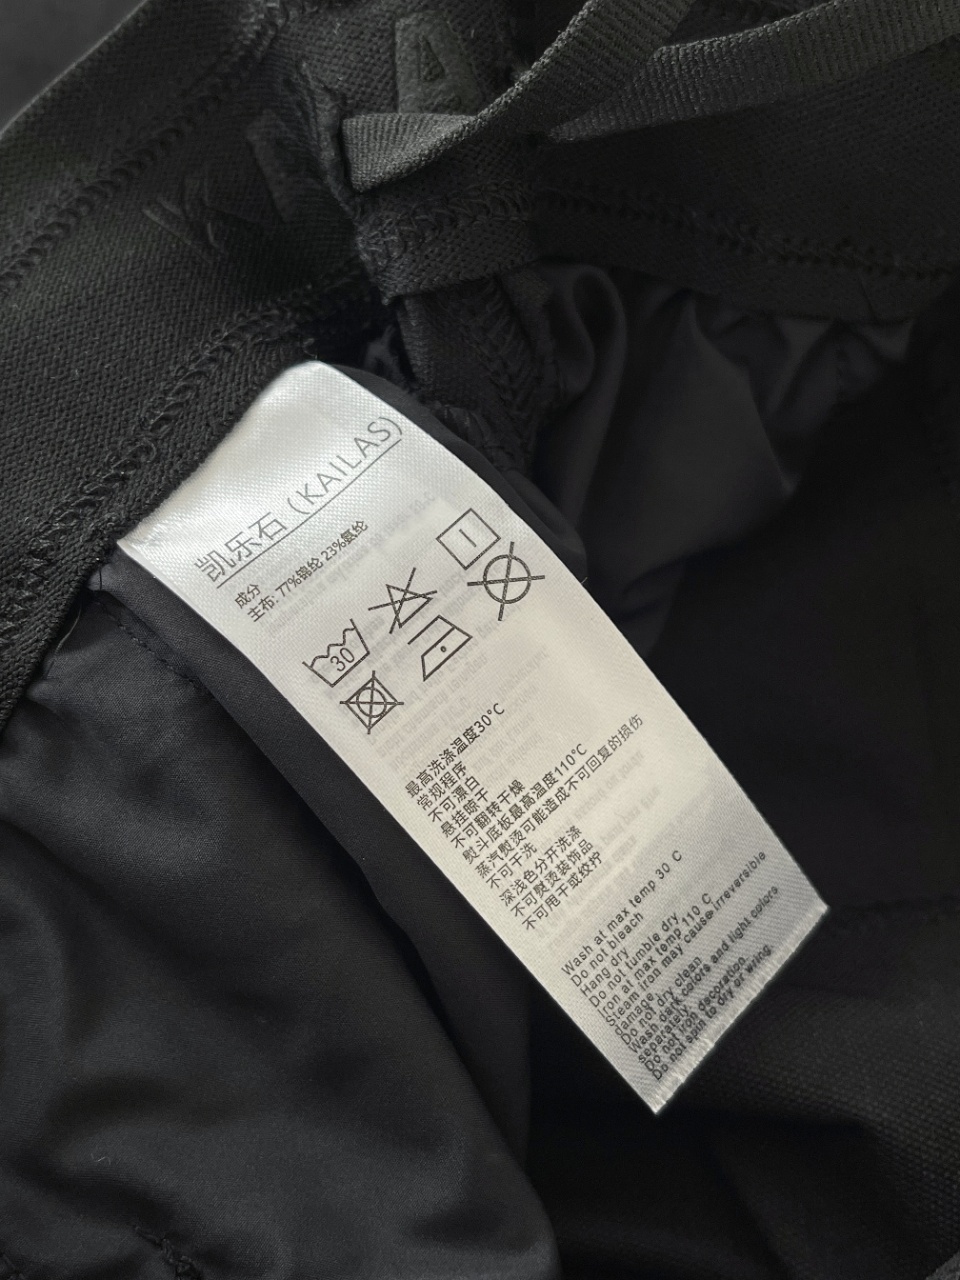 凯乐石 (KAILAS)
成分
主布: 77%锦纶 23%氨纶
30
最高洗涤温度30°C
常规程序
不可漂白
悬挂晾干
不可翻转干燥
熨斗底板最高温度110°C
蒸汽熨烫可能造成不可回复的损伤
不可干洗
深浅色分开洗涤
不可熨烫装饰品
不可甩干或绞拧
Wash at max temp 30 C
Do not bleach
Hang dry
Do not tumble dry
Iron at max temp 110 C
Steam iron may cause irreversible
damage
Do not dry clean
Wash dark colors and light colors
separately
Do not iron decoration
Do not spin to dry or wring.